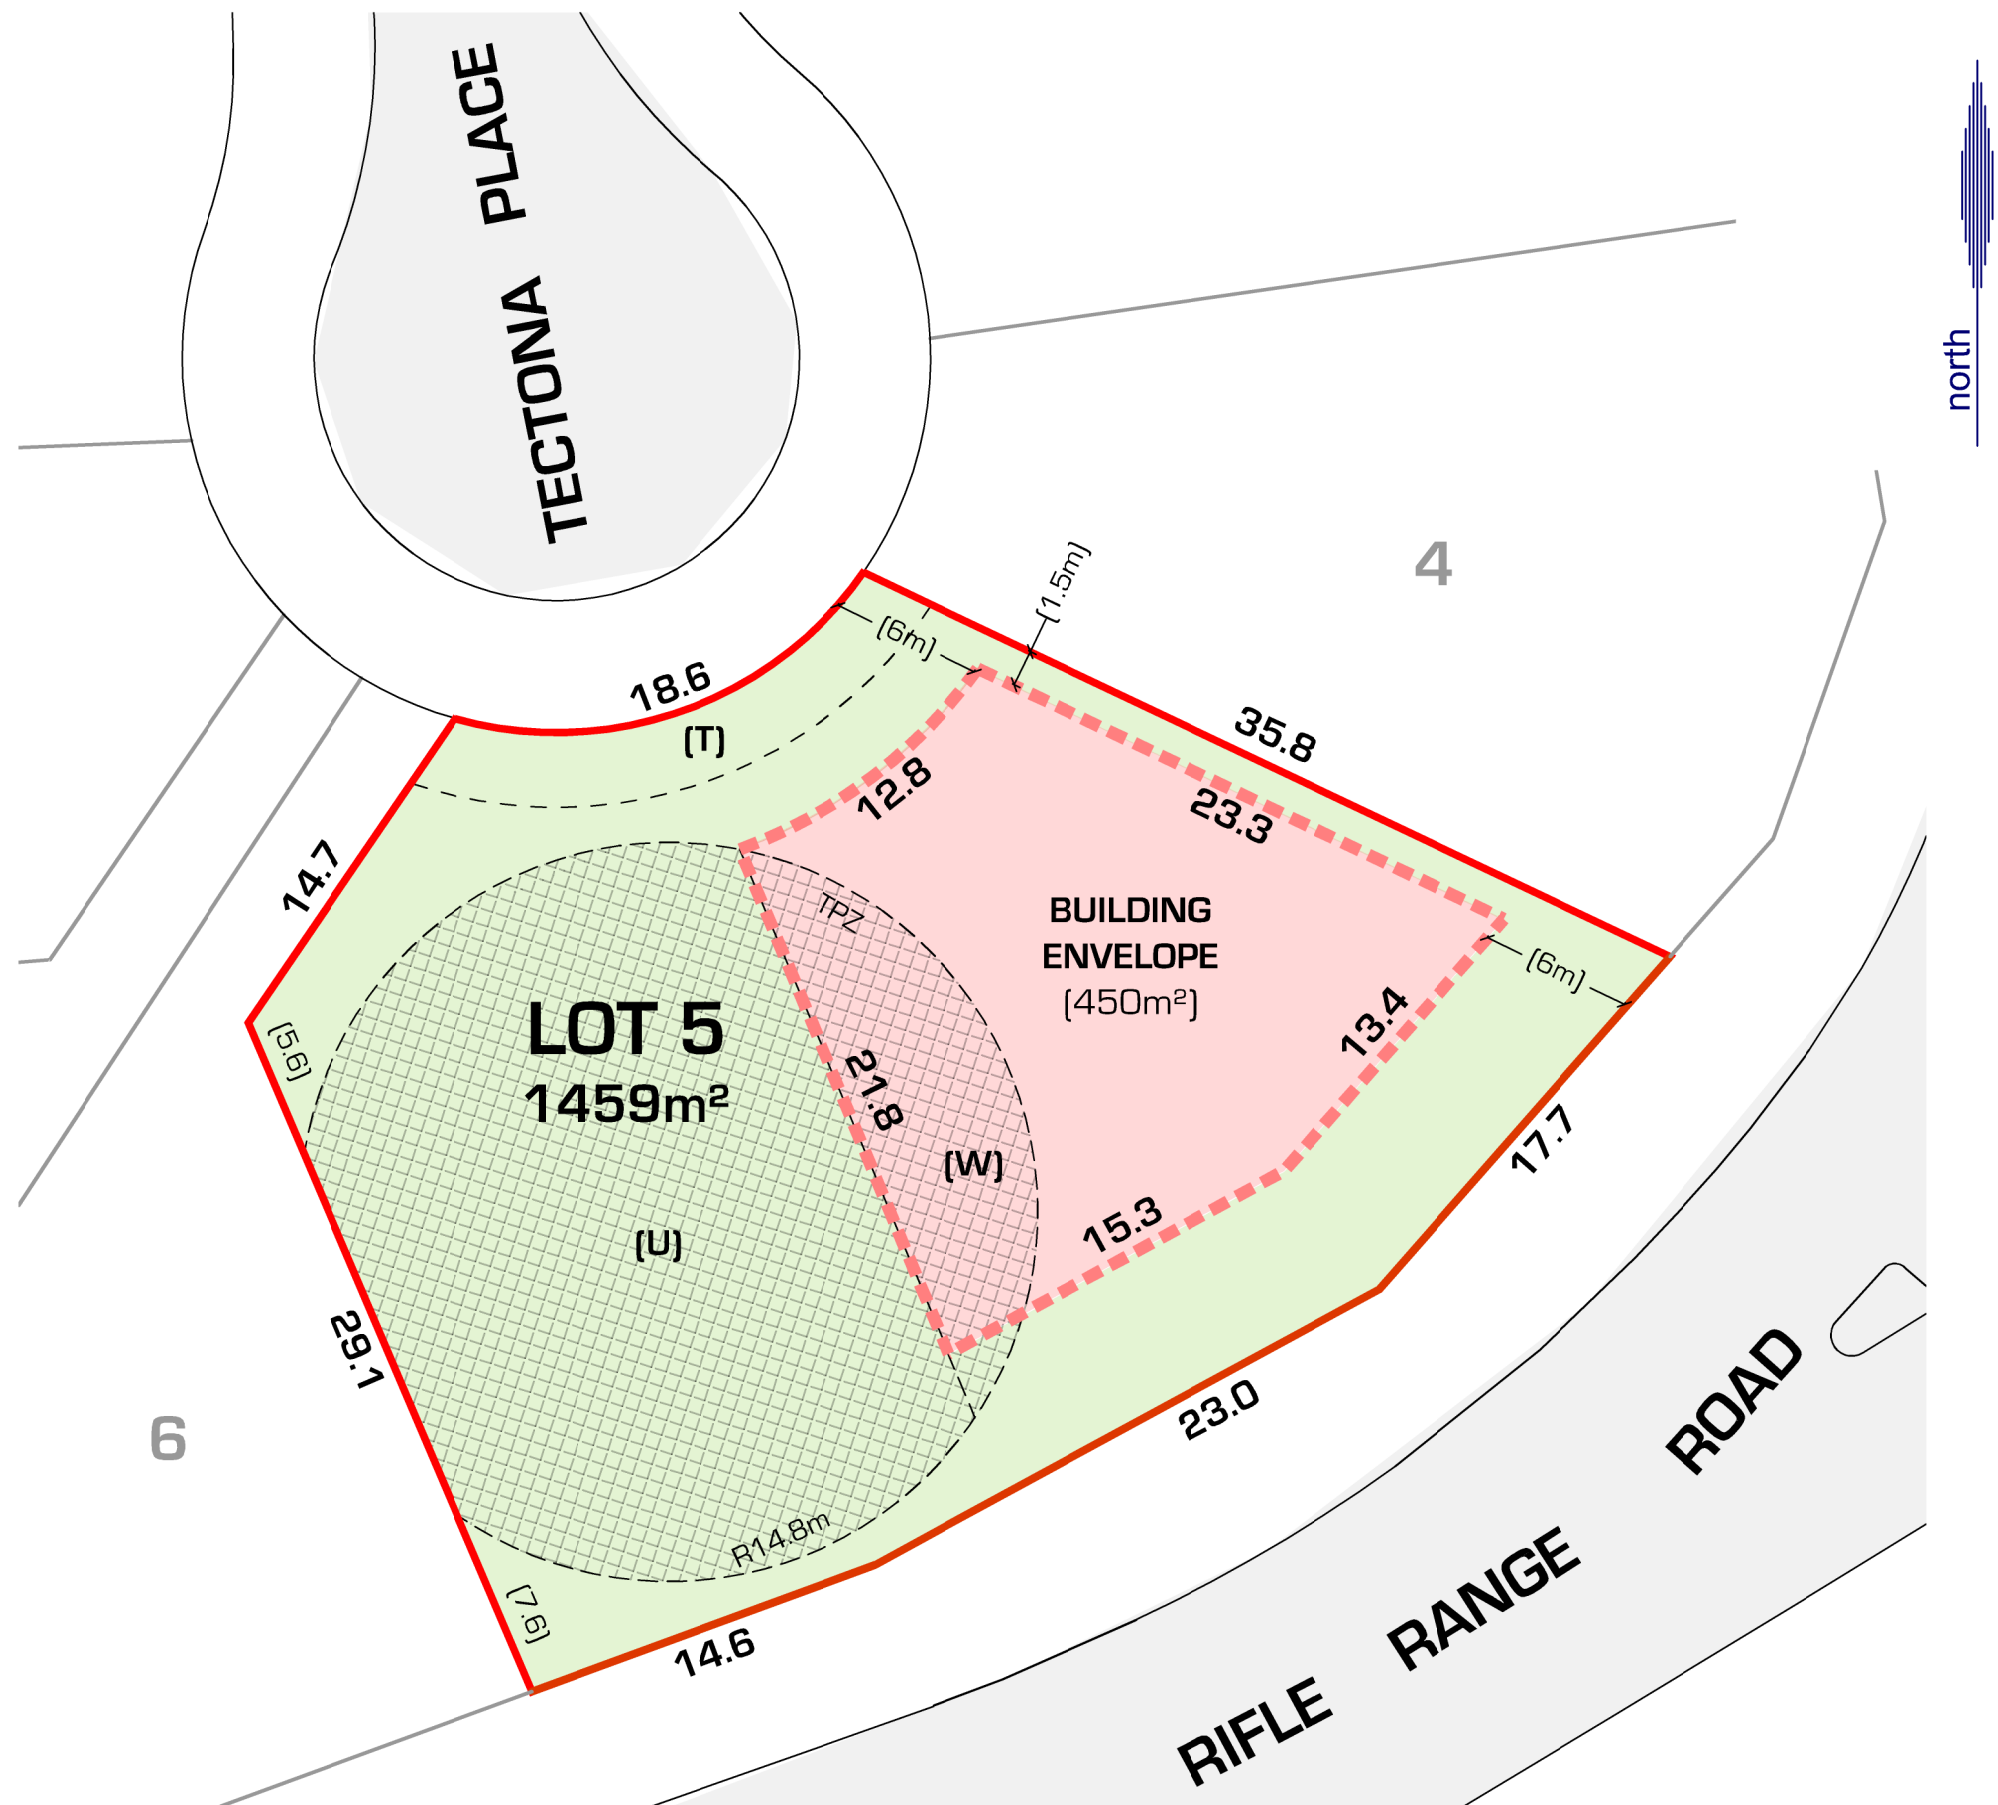 TECTONA PLACE
north
4
(1.5m)
(6m)
18.6
(T)
35.8
12.8
23.3
14.7
TPZ
BUILDING
ENVELOPE
(450m²)
(6m)
LOT 5
1459m²
(5.6)
21.8
13.4
17.7
(W)
15.3
(U)
29.1
6
23.0
R14.8m
(7.6)
14.6
RIFLE RANGE ROAD